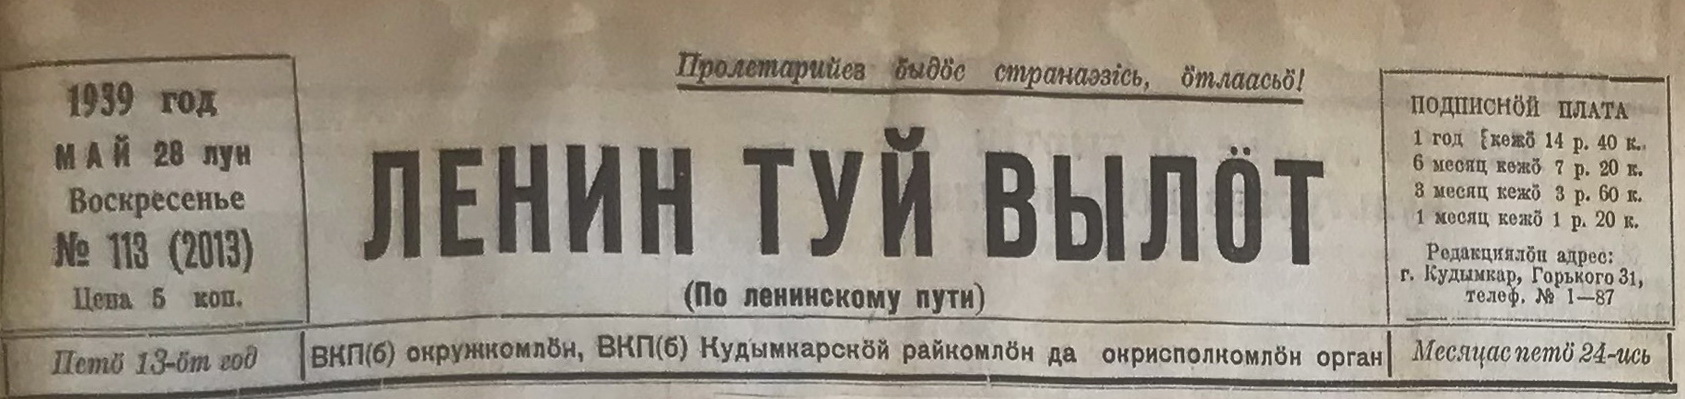 1939 год
МАЙ 28 лун
Воскресенье
№ 113 (2013)
Цена 5 коп.
Пролетарийез быдӧс странаэзісь, ӧтлаасьӧ!
ЛЕНИН ТУЙ ВЫЛӦТ
(По ленинскому пути)
ПОДПИСНӦЙ ПЛАТА
1 год кежӧ 14 р. 40 к.
6 месяц кежӧ 7 р. 20 к.
3 месяц кежӧ 3 р. 60 к.
1 месяц кежӧ 1 р. 20 к.
Редакциялӧн адрес:
г. Кудымкар, Горького 31,
телеф. № 1—87
Петӧ 13-ӧт год
ВКП(б) окружкомлӧн, ВКП(б) Кудымкарскӧй райкомлӧн да окрисполкомлӧн орган
Месяцас петӧ 24-ись